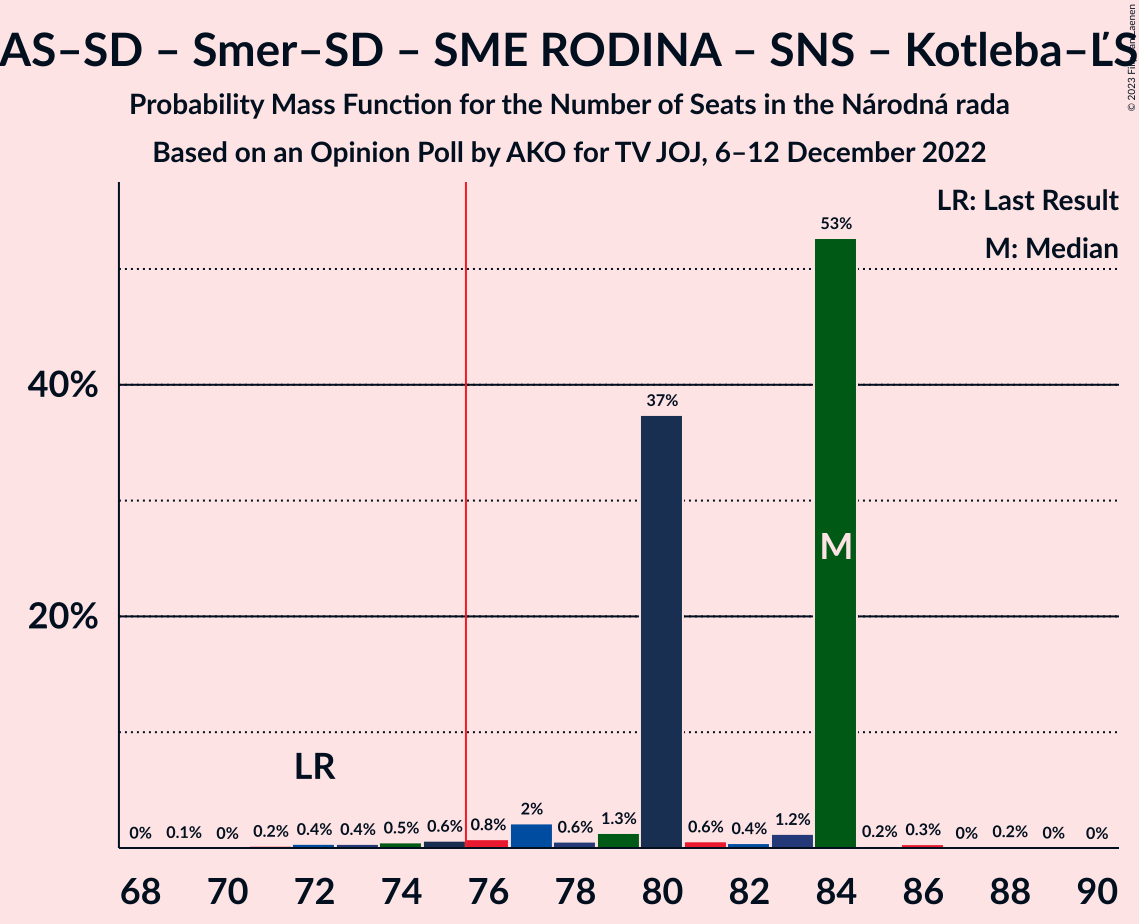 AS–SD – Smer–SD – SME RODINA – SNS – Kotleba–ĽS
Probability Mass Function for the Number of Seats in the Národná rada
Based on an Opinion Poll by AKO for TV JOJ, 6–12 December 2022
LR: Last Result
M: Median
53%
40%
37%
M
20%
LR
0% 0.1% 0% 0.2% 0.4% 0.4% 0.5% 0.6% 0.8% 2% 0.6% 1.3% 0.6% 0.4% 1.2% 0.2% 0.3% 0% 0.2% 0% 0%
68 70 72 74 76 78 80 82 84 86 88 90
© 2023